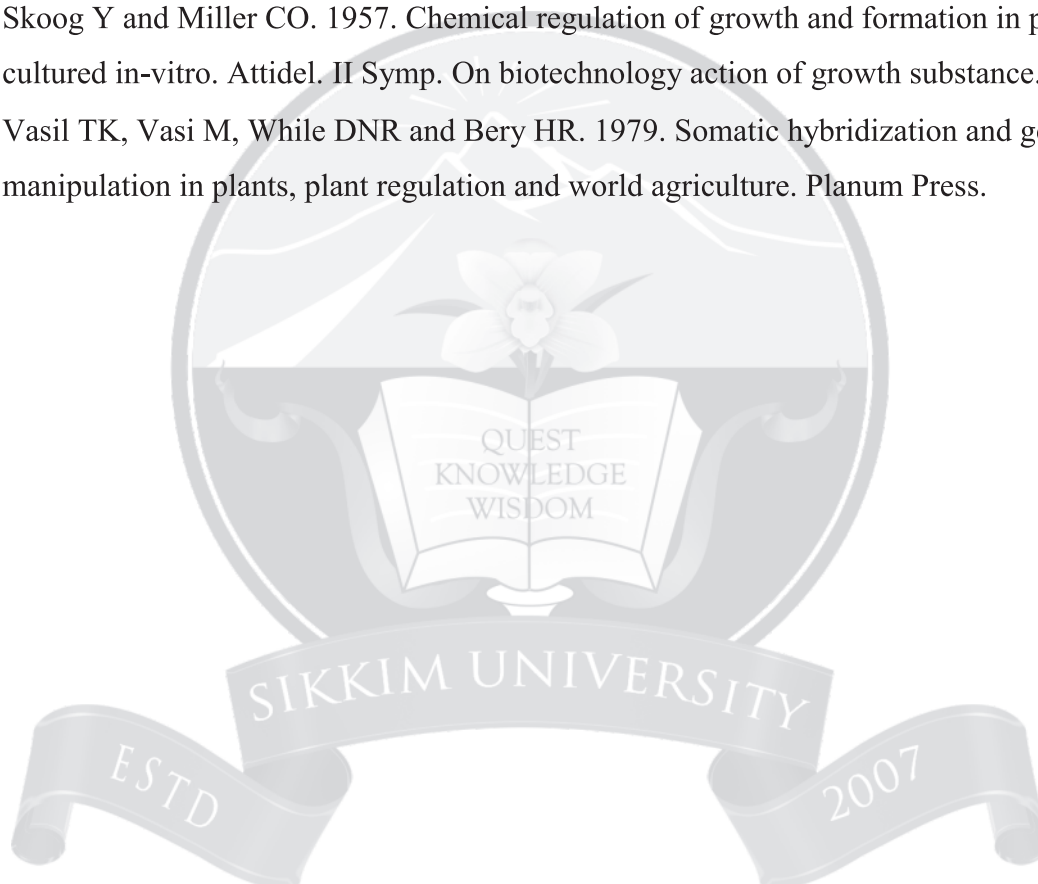 Skoog Y and Miller CO. 1957. Chemical regulation of growth and formation in
cultured in-vitro. Attidel. II Symp. On biotechnology action of growth substance.
Vasil TK, Vasi M, While DNR and Bery HR. 1979. Somatic hybridization and
manipulation in plants, plant regulation and world agriculture. Planum Press.
QUEST
KNOWLEDGE
WISDOM
SIKKIM UNIVERSITY
ESTD
2007